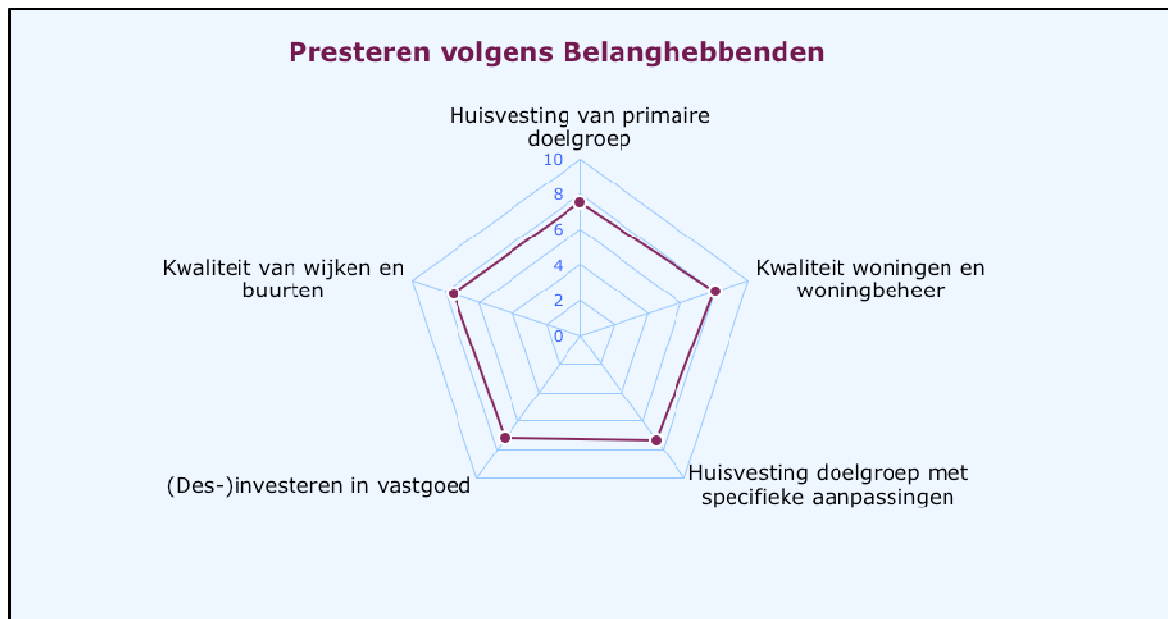 Presteren volgens Belanghebbenden
Huisvesting van primaire
doelgroep
10
8
6
4
2
0
Kwaliteit van wijken en
buurten
Kwaliteit woningen en
woningbeheer
(Des-)investeren in vastgoed
Huisvesting doelgroep met
specifieke aanpassingen